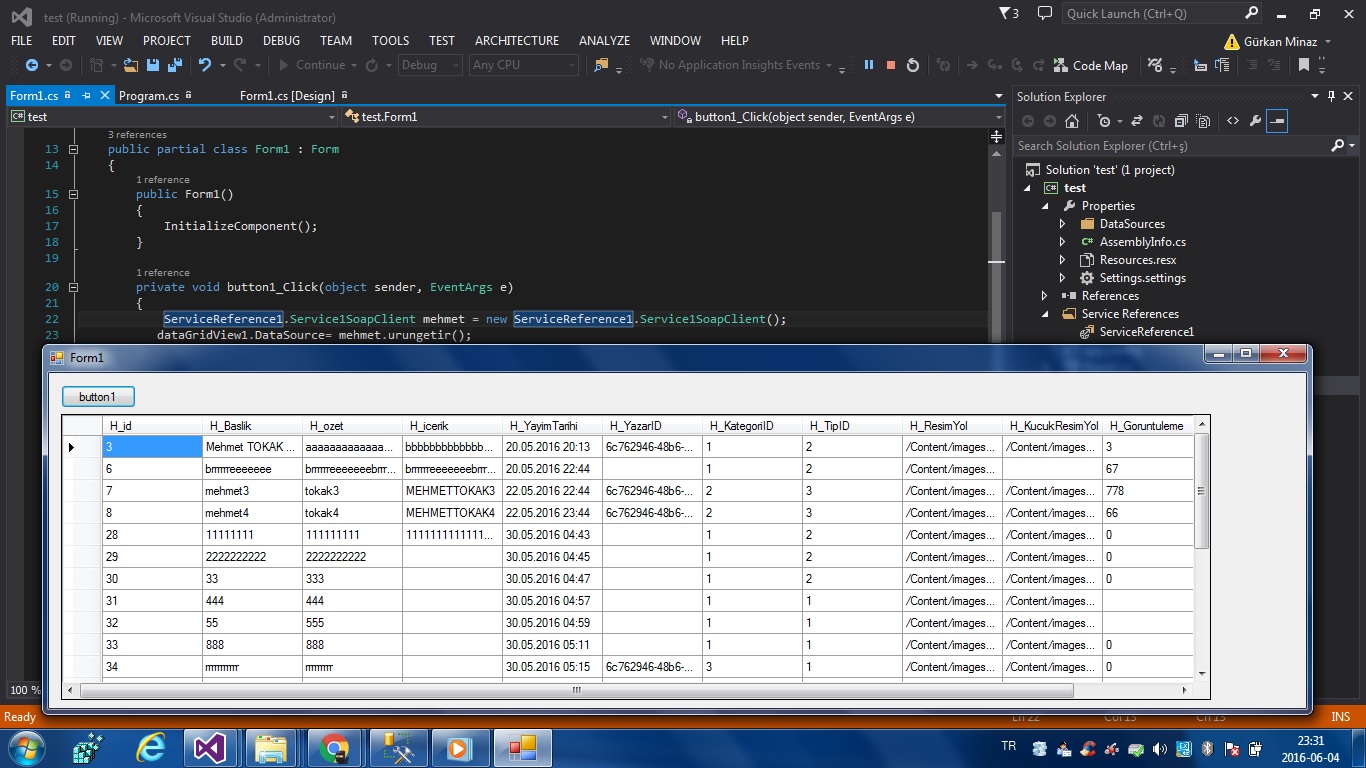 test (Running) - Microsoft Visual Studio (Administrator)
3
Quick Launch (Ctrl+Q)
FILE EDIT VIEW PROJECT BUILD DEBUG TEAM TOOLS TEST ARCHITECTURE ANALYZE WINDOW HELP
Gürkan Minaz
Continue Debug Any CPU No Application Insights Events Code Map
Form1.cs Program.cs Form1.cs [Design]
Solution Explorer
test test.Form1 button1_Click(object sender, EventArgs e)
Search Solution Explorer (Ctrl+ş)
3 references
13 public partial class Form1 : Form
14 {
1 reference
15 public Form1()
16 {
17 InitializeComponent();
18 }
19
1 reference
20 private void button1_Click(object sender, EventArgs e)
21 {
22 ServiceReference1.Service1SoapClient mehmet = new ServiceReference1.Service1SoapClient();
23 dataGridView1.DataSource= mehmet.urungetir();
Solution 'test' (1 project)
test
Properties
DataSources
AssemblyInfo.cs
Resources.resx
Settings.settings
References
Service References
ServiceReference1
Form1
button1
H_id H_Baslik H_ozet H_icerik H_YayimTarihi H_YazarID H_KategoriID H_TipID H_ResimYol H_KucukResimYol H_Goruntuleme
3 Mehmet TOKAK ... aaaaaaaaaaaaa... bbbbbbbbbbbbb... 20.05.2016 20:13 6c762946-48b6-... 1 2 /Content/images... /Content/images... 3
6 brrrrrreeeeeee brrrrrreeeeeeebrrr... brrrrrreeeeeeebrrr... 20.05.2016 22:44 1 2 /Content/images... 67
7 mehmet3 tokak3 MEHMETTOKAK3 22.05.2016 22:44 6c762946-48b6-... 2 3 /Content/images... /Content/images... 778
8 mehmet4 tokak4 MEHMETTOKAK4 22.05.2016 23:44 6c762946-48b6-... 2 3 /Content/images... /Content/images... 66
28 11111111 111111111 1111111111111... 30.05.2016 04:43 1 2 /Content/images... /Content/images... 0
29 2222222222 2222222222 30.05.2016 04:45 1 2 /Content/images... /Content/images... 0
30 33 333 30.05.2016 04:47 1 2 /Content/images... /Content/images... 0
31 444 444 30.05.2016 04:57 1 1 /Content/images... /Content/images...
32 55 555 30.05.2016 04:59 1 1 /Content/images... /Content/images...
33 888 888 30.05.2016 05:11 1 1 /Content/images... /Content/images... 0
34 30.05.2016 05:15 6c762946-48b6-... 3 1 /Content/images... /Content/images... 0
100 %
Ready Ln 22 Col 13 Ch 13 INS
TR
23:31
2016-06-04